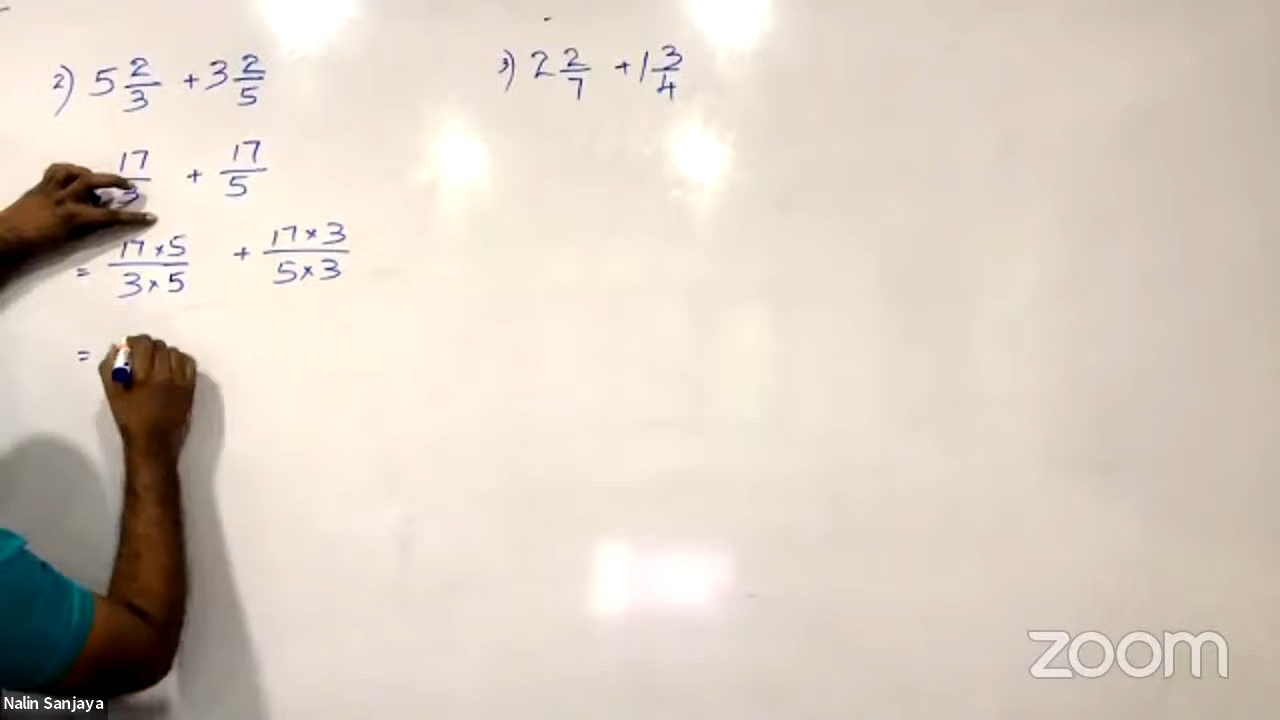 2) 5 2/3 + 3 2/5
17/3 + 17/5
= 17×5/3×5 + 17×3/5×3
=
3) 2 2/7 + 1 3/4
zoom
Nalin Sanjaya